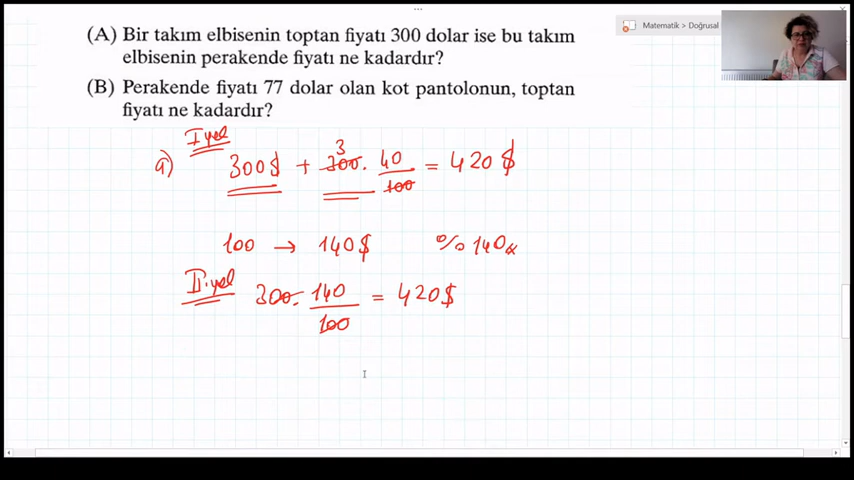 Matematik > Doğrusal
(A) Bir takım elbisenin toptan fiyatı 300 dolar ise bu takım
elbisenin perakende fiyatı ne kadardır?
(B) Perakende fiyatı 77 dolar olan kot pantolonun, toptan
fiyatı ne kadardır?
I yol
a) 300$ + 300. 40/100 = 420$
3
100 → 140$ %140x
II.yol
300. 140/100 = 420$